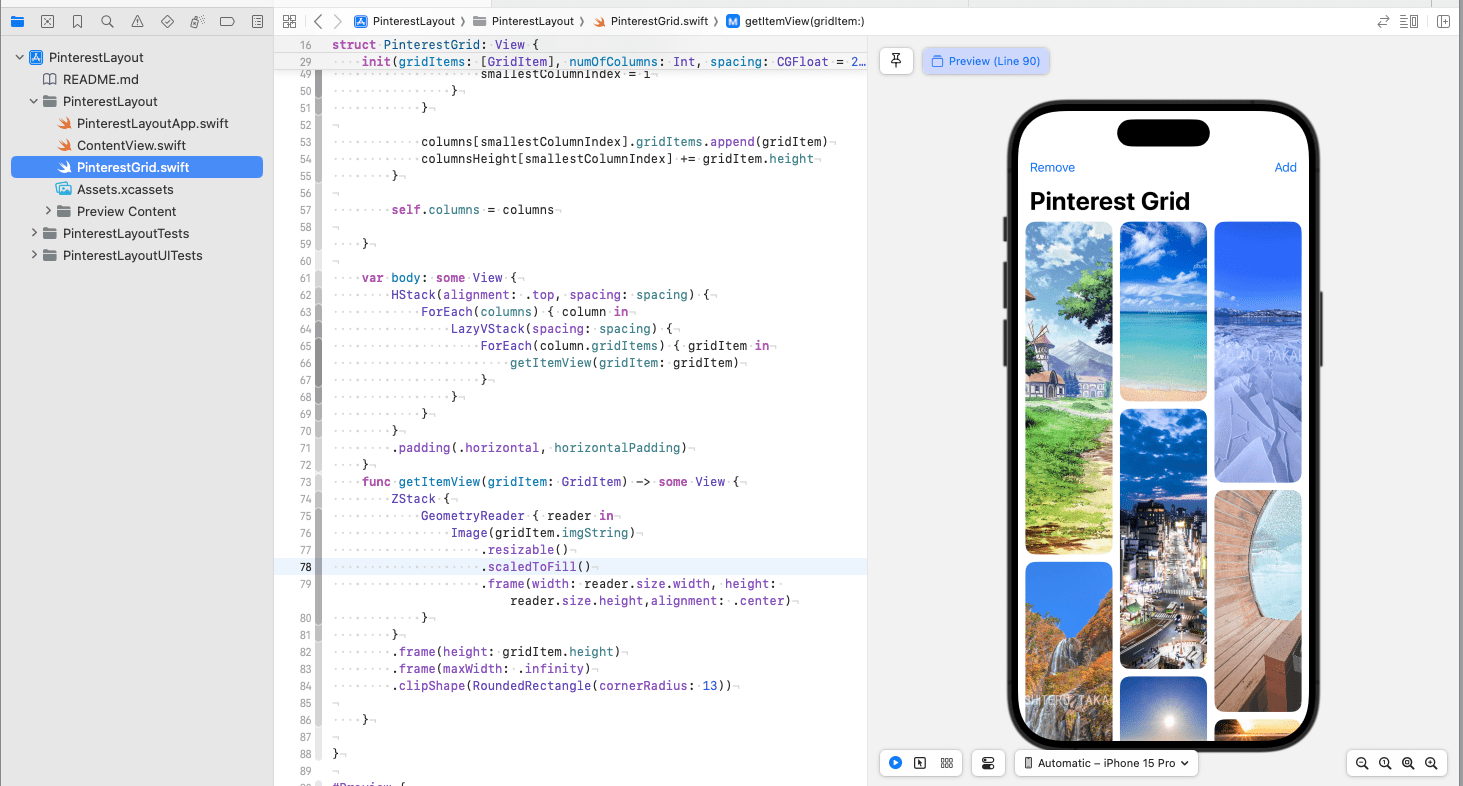 PinterestLayout 〉 PinterestLayout 〉 PinterestGrid.swift 〉 M getItemView(gridItem:)
PinterestLayout
README.md
PinterestLayout
PinterestLayoutApp.swift
ContentView.swift
PinterestGrid.swift
Assets.xcassets
Preview Content
PinterestLayoutTests
PinterestLayoutUITests
16 struct PinterestGrid: View {
29 init(gridItems: [GridItem], numOfColumns: Int, spacing: CGFloat = 2…
49 smallestColumnIndex = i
50 }
51 }
52
53 columns[smallestColumnIndex].gridItems.append(gridItem)
54 columnsHeight[smallestColumnIndex] += gridItem.height
55 }
56
57 self.columns = columns
58
59 }
60
61 var body: some View {
62 HStack(alignment: .top, spacing: spacing) {
63 ForEach(columns) { column in
64 LazyVStack(spacing: spacing) {
65 ForEach(column.gridItems) { gridItem in
66 getItemView(gridItem: gridItem)
67 }
68 }
69 }
70 }
71 .padding(.horizontal, horizontalPadding)
72 }
73 func getItemView(gridItem: GridItem) -> some View {
74 ZStack {
75 GeometryReader { reader in
76 Image(gridItem.imgString)
77 .resizable()
78 .scaledToFill()
79 .frame(width: reader.size.width, height:
reader.size.height,alignment: .center)
80 }
81 }
82 .frame(height: gridItem.height)
83 .frame(maxWidth: .infinity)
84 .clipShape(RoundedRectangle(cornerRadius: 13))
85
86 }
87
88 }
89
#Preview {
Preview (Line 90)
Remove
Add
Pinterest Grid
Automatic – iPhone 15 Pro